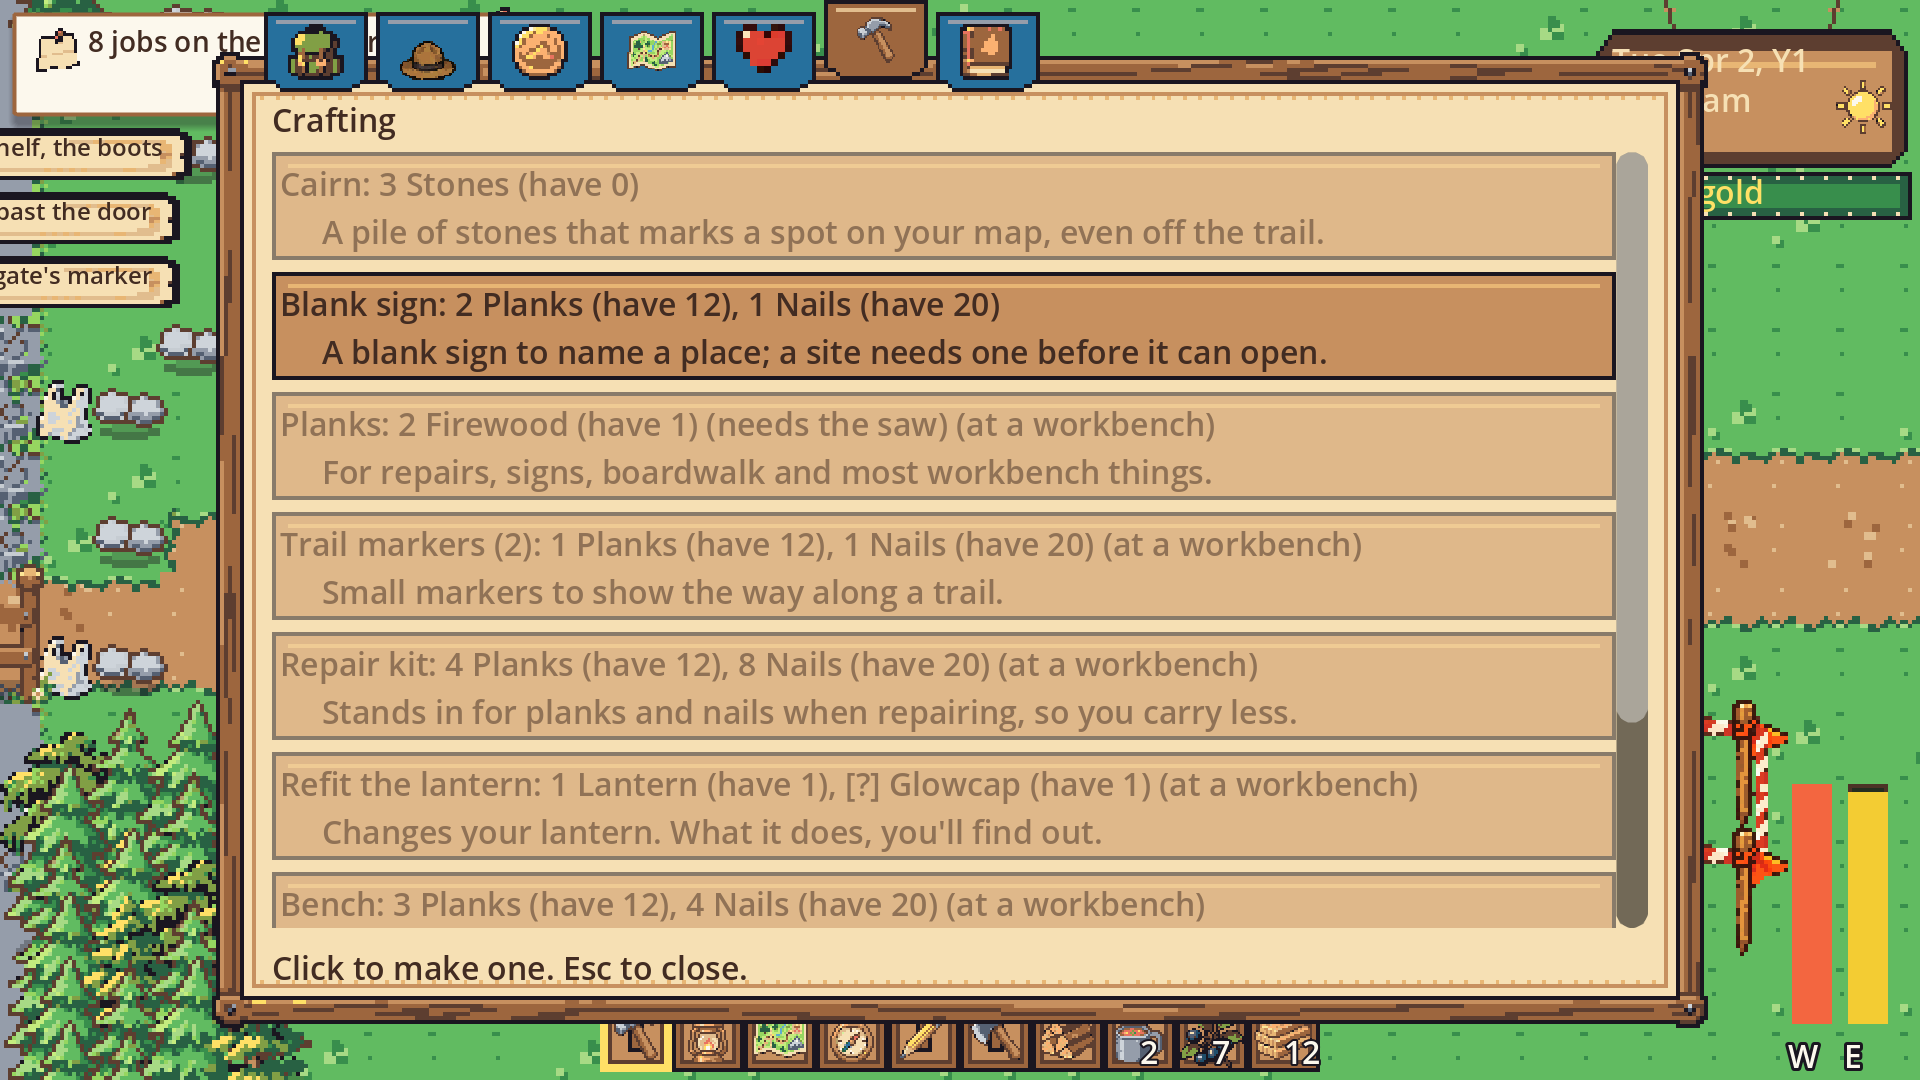 8 jobs on the
helf, the boots
past the door
gate's marker
Apr 2, Y1
am
gold
Crafting
Cairn: 3 Stones (have 0)
A pile of stones that marks a spot on your map, even off the trail.
Blank sign: 2 Planks (have 12), 1 Nails (have 20)
A blank sign to name a place; a site needs one before it can open.
Planks: 2 Firewood (have 1) (needs the saw) (at a workbench)
For repairs, signs, boardwalk and most workbench things.
Trail markers (2): 1 Planks (have 12), 1 Nails (have 20) (at a workbench)
Small markers to show the way along a trail.
Repair kit: 4 Planks (have 12), 8 Nails (have 20) (at a workbench)
Stands in for planks and nails when repairing, so you carry less.
Refit the lantern: 1 Lantern (have 1), [?] Glowcap (have 1) (at a workbench)
Changes your lantern. What it does, you'll find out.
Bench: 3 Planks (have 12), 4 Nails (have 20) (at a workbench)
Click to make one. Esc to close.
2 7 12
W E